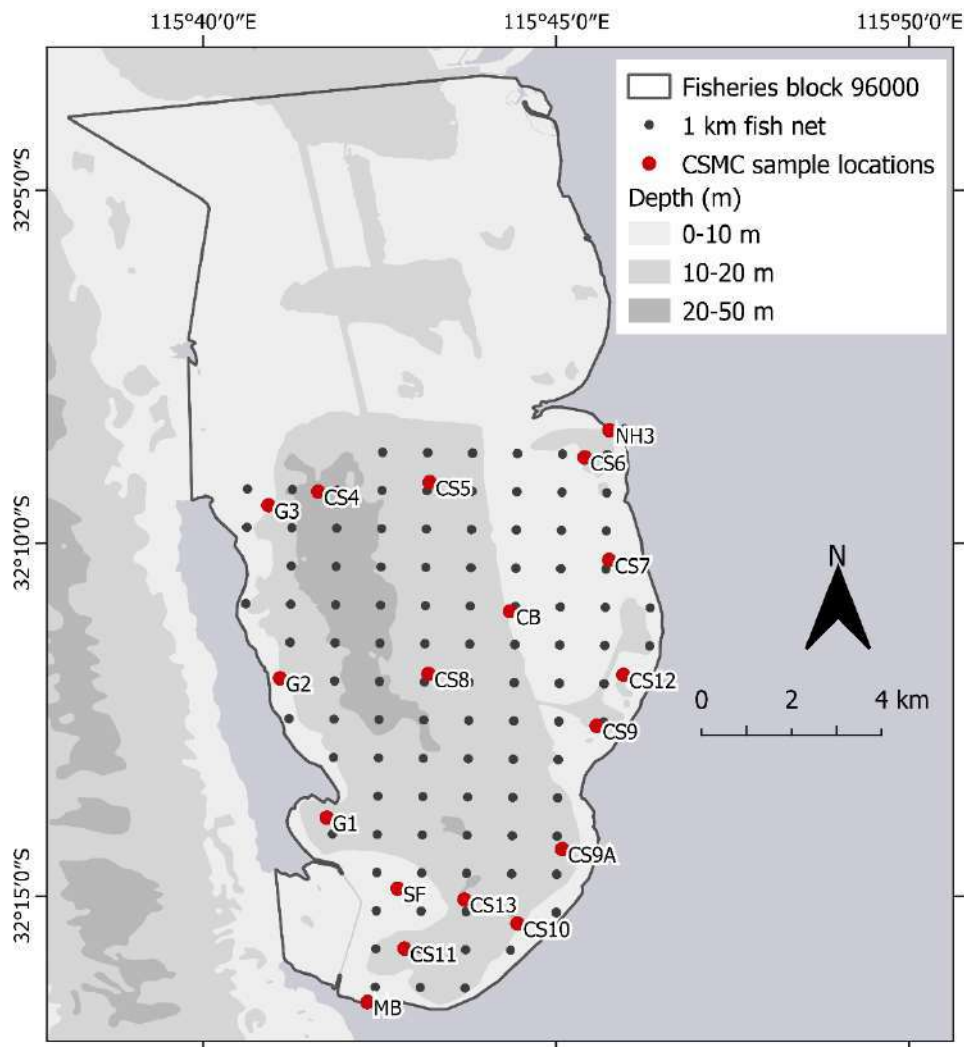 115°40′0″E
115°45′0″E
115°50′0″E
Fisheries block 96000
1 km fish net
CSMC sample locations
Depth (m)
0-10 m
10-20 m
20-50 m
32°5′0″S
NH3
CS6
CS5
CS4
G3
32°10′0″S
CS7
N
CB
CS8
CS12
G2
0 2 4 km
CS9
G1
CS9A
32°15′0″S
SF
CS13
CS10
CS11
MB